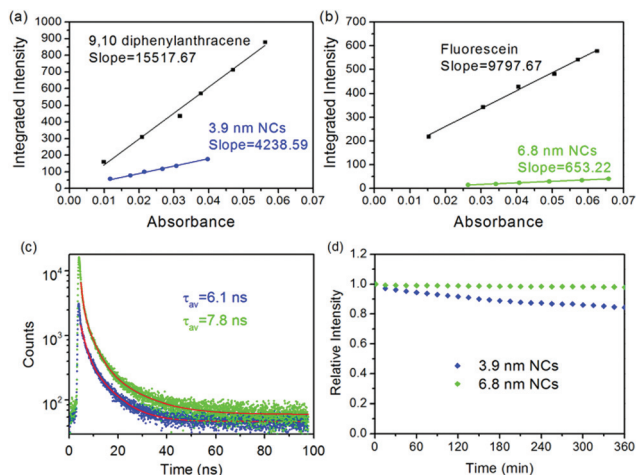 (a)
1000
900
800
700
600
500
400
300
200
100
0
Integrated Intensity
9,10 diphenylanthracene
Slope=15517.67
3.9 nm NCs
Slope=4238.59
0.00 0.01 0.02 0.03 0.04 0.05 0.06 0.07
Absorbance
(b)
700
600
500
400
300
200
100
0
Integrated Intensity
Fluorescein
Slope=9797.67
6.8 nm NCs
Slope=653.22
0.00 0.01 0.02 0.03 0.04 0.05 0.06 0.07
Absorbance
(c)
10⁴
10³
10²
Counts
τav=6.1 ns
τav=7.8 ns
0 20 40 60 80 100
Time (ns)
(d)
1.2
1.0
0.8
0.6
0.4
0.2
0.0
Relative Intensity
3.9 nm NCs
6.8 nm NCs
0 60 120 180 240 300 360
Time (min)